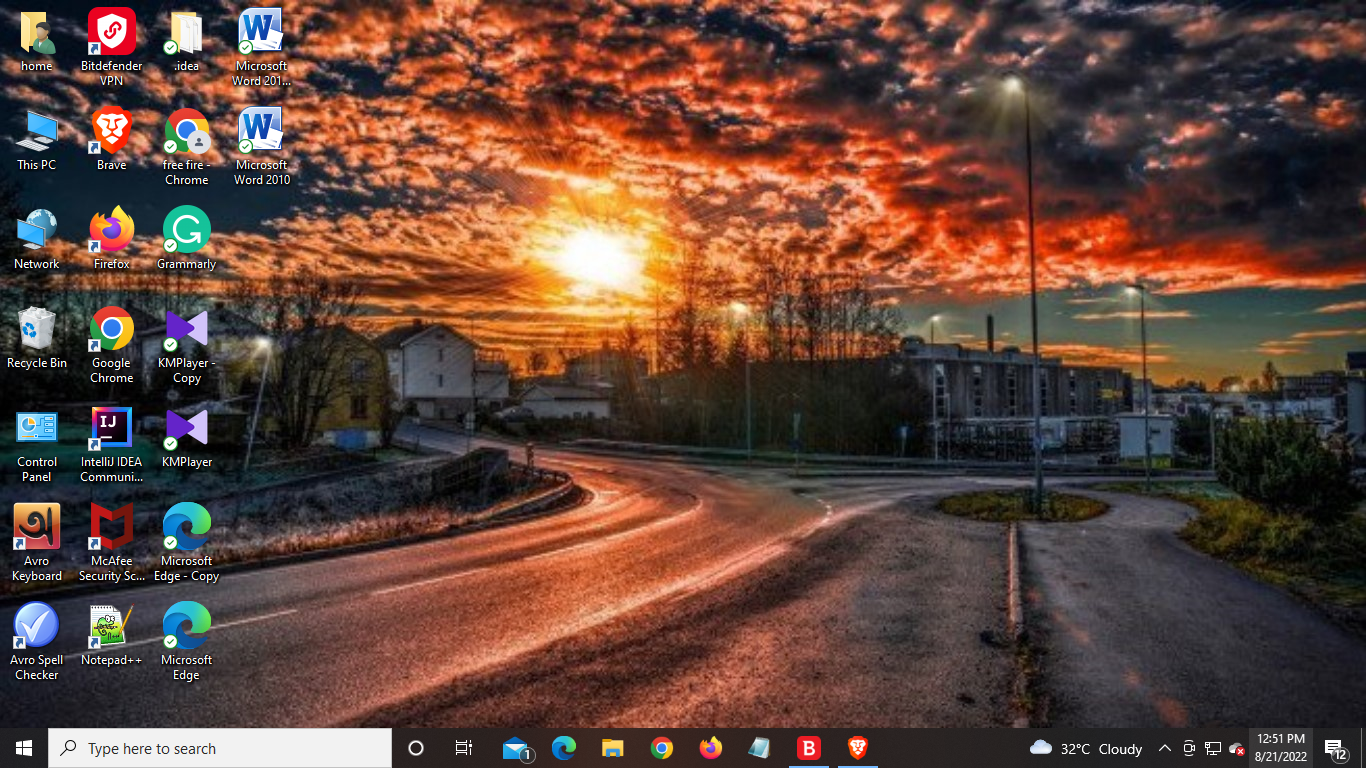 home
Bitdefender
VPN
.idea
Microsoft
Word 201...
This PC
Brave
free fire -
Chrome
Microsoft
Word 2010
Network
Firefox
Grammarly
Recycle Bin
Google
Chrome
KMPlayer -
Copy
Control
Panel
IntelliJ IDEA
Communi...
KMPlayer
Avro
Keyboard
McAfee
Security Sc...
Microsoft
Edge - Copy
Avro Spell
Checker
Notepad++
Microsoft
Edge
Type here to search
1
B
32°C Cloudy
12:51 PM
8/21/2022
12